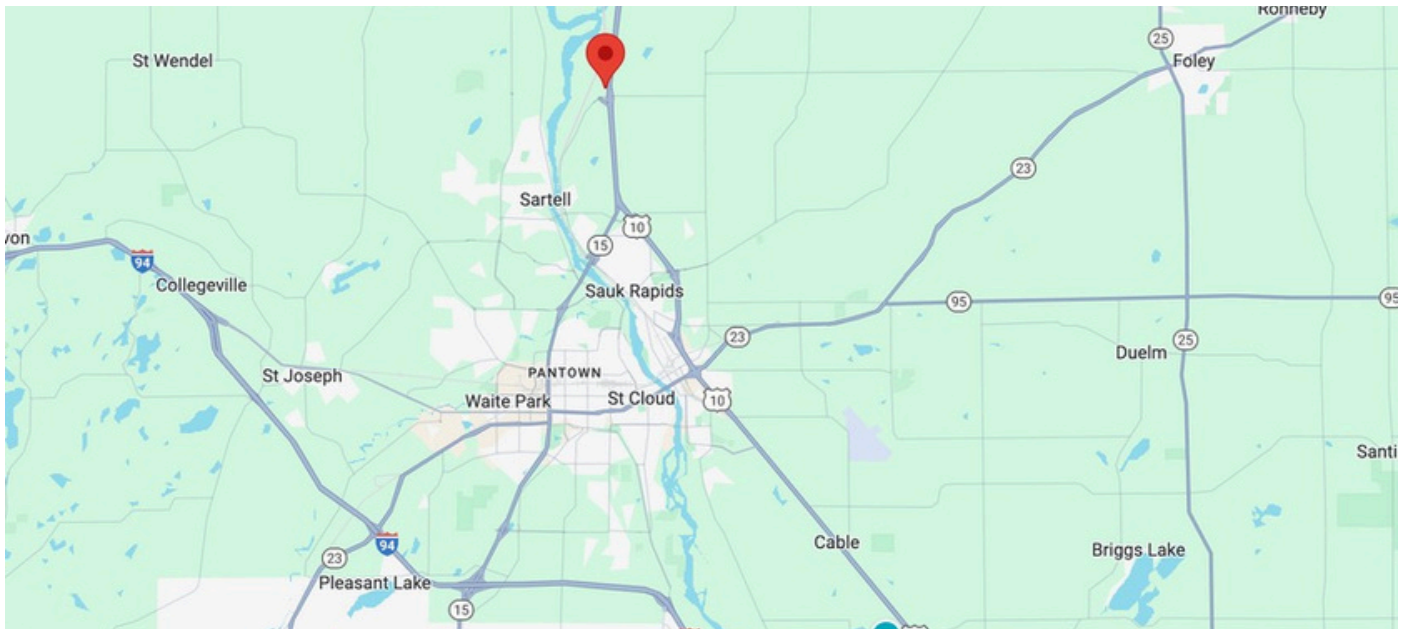 Ronneby
25
St Wendel
Foley
23
Sartell
10
15
von
94
Collegeville
Sauk Rapids
95
95
23
25
Duelm
St Joseph
PANTOWN
Waite Park
St Cloud
10
Santi
Cable
94
23
Briggs Lake
Pleasant Lake
15